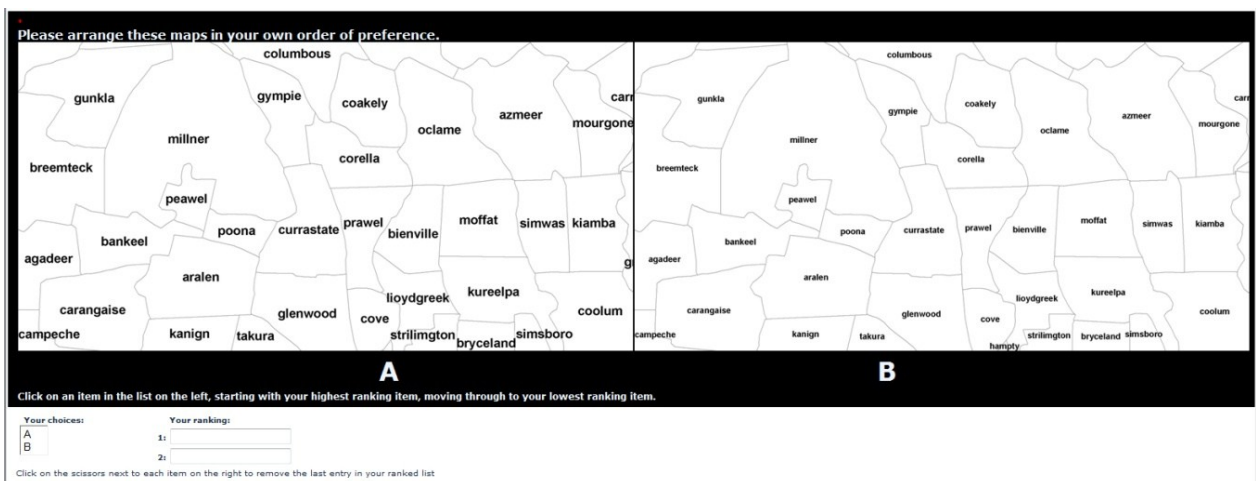 *
Please arrange these maps in your own order of preference.
columbous
gunkla
gympie
coakely
carr
azmeer
mourgone
oclame
millner
corella
breemteck
peawel
prawel
moffat
simwas
kiamba
poona
currastate
bienville
bankeel
agadeer
g
aralen
kureelpa
lioydgreek
carangaise
glenwood
cove
coolum
campeche
kanign
takura
strilimgton
simsboro
bryceland
columbous
gunkla
gympie
coakely
carr
azmeer
mourgone
oclame
millner
corella
breemteck
peawel
moffat
simwas
kiamba
poona
currastate
prawel
bienville
bankeel
agadeer
aralen
kureelpa
lioydgreek
carangaise
glenwood
cove
coolum
campeche
kanign
takura
strilimgton
bryceland
simsboro
hampty
A
B
Click on an item in the list on the left, starting with your highest ranking item, moving through to your lowest ranking item.
Your choices:
Your ranking:
A
B
1:
2:
Click on the scissors next to each item on the right to remove the last entry in your ranked list